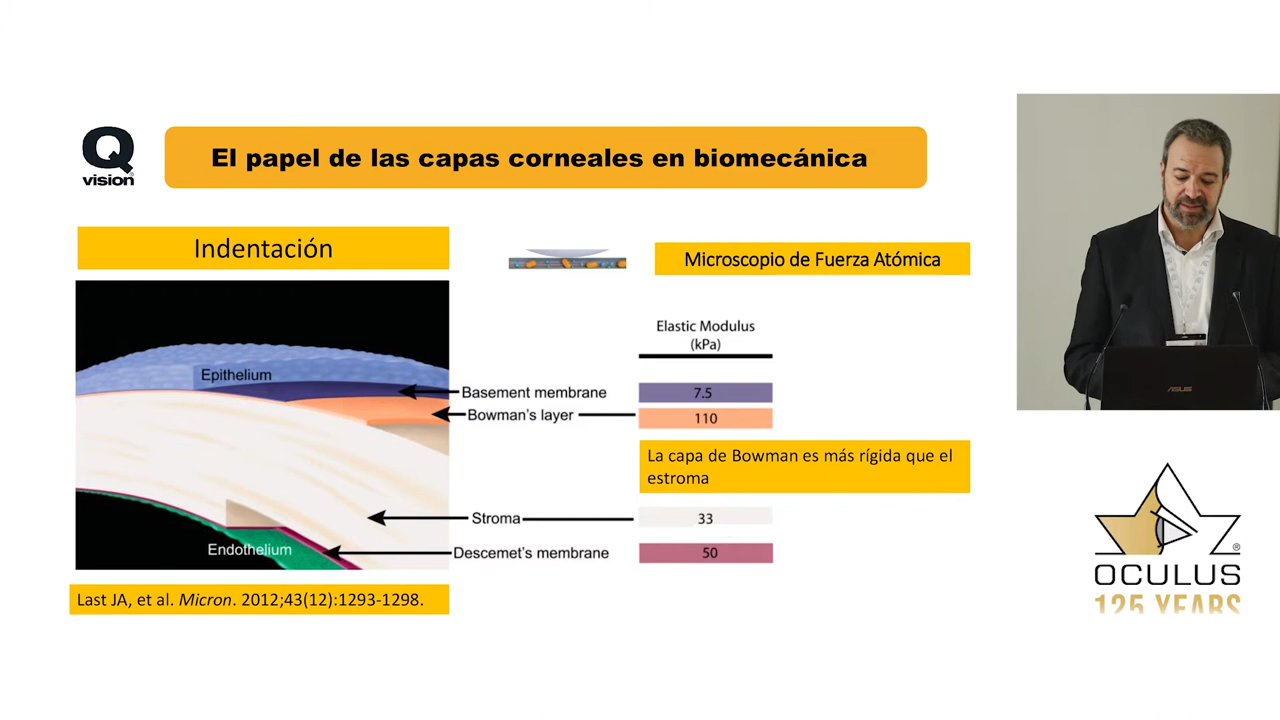 Q
vision
El papel de las capas corneales en biomecánica
Indentación
Microscopio de Fuerza Atómica
Elastic Modulus
(kPa)
Epithelium
Basement membrane
7.5
Bowman's layer
110
La capa de Bowman es más rígida que el
estroma
Stroma
33
Endothelium
Descemet's membrane
50
Last JA, et al. Micron. 2012;43(12):1293-1298.
ASUS
®
OCULUS
125 YEARS